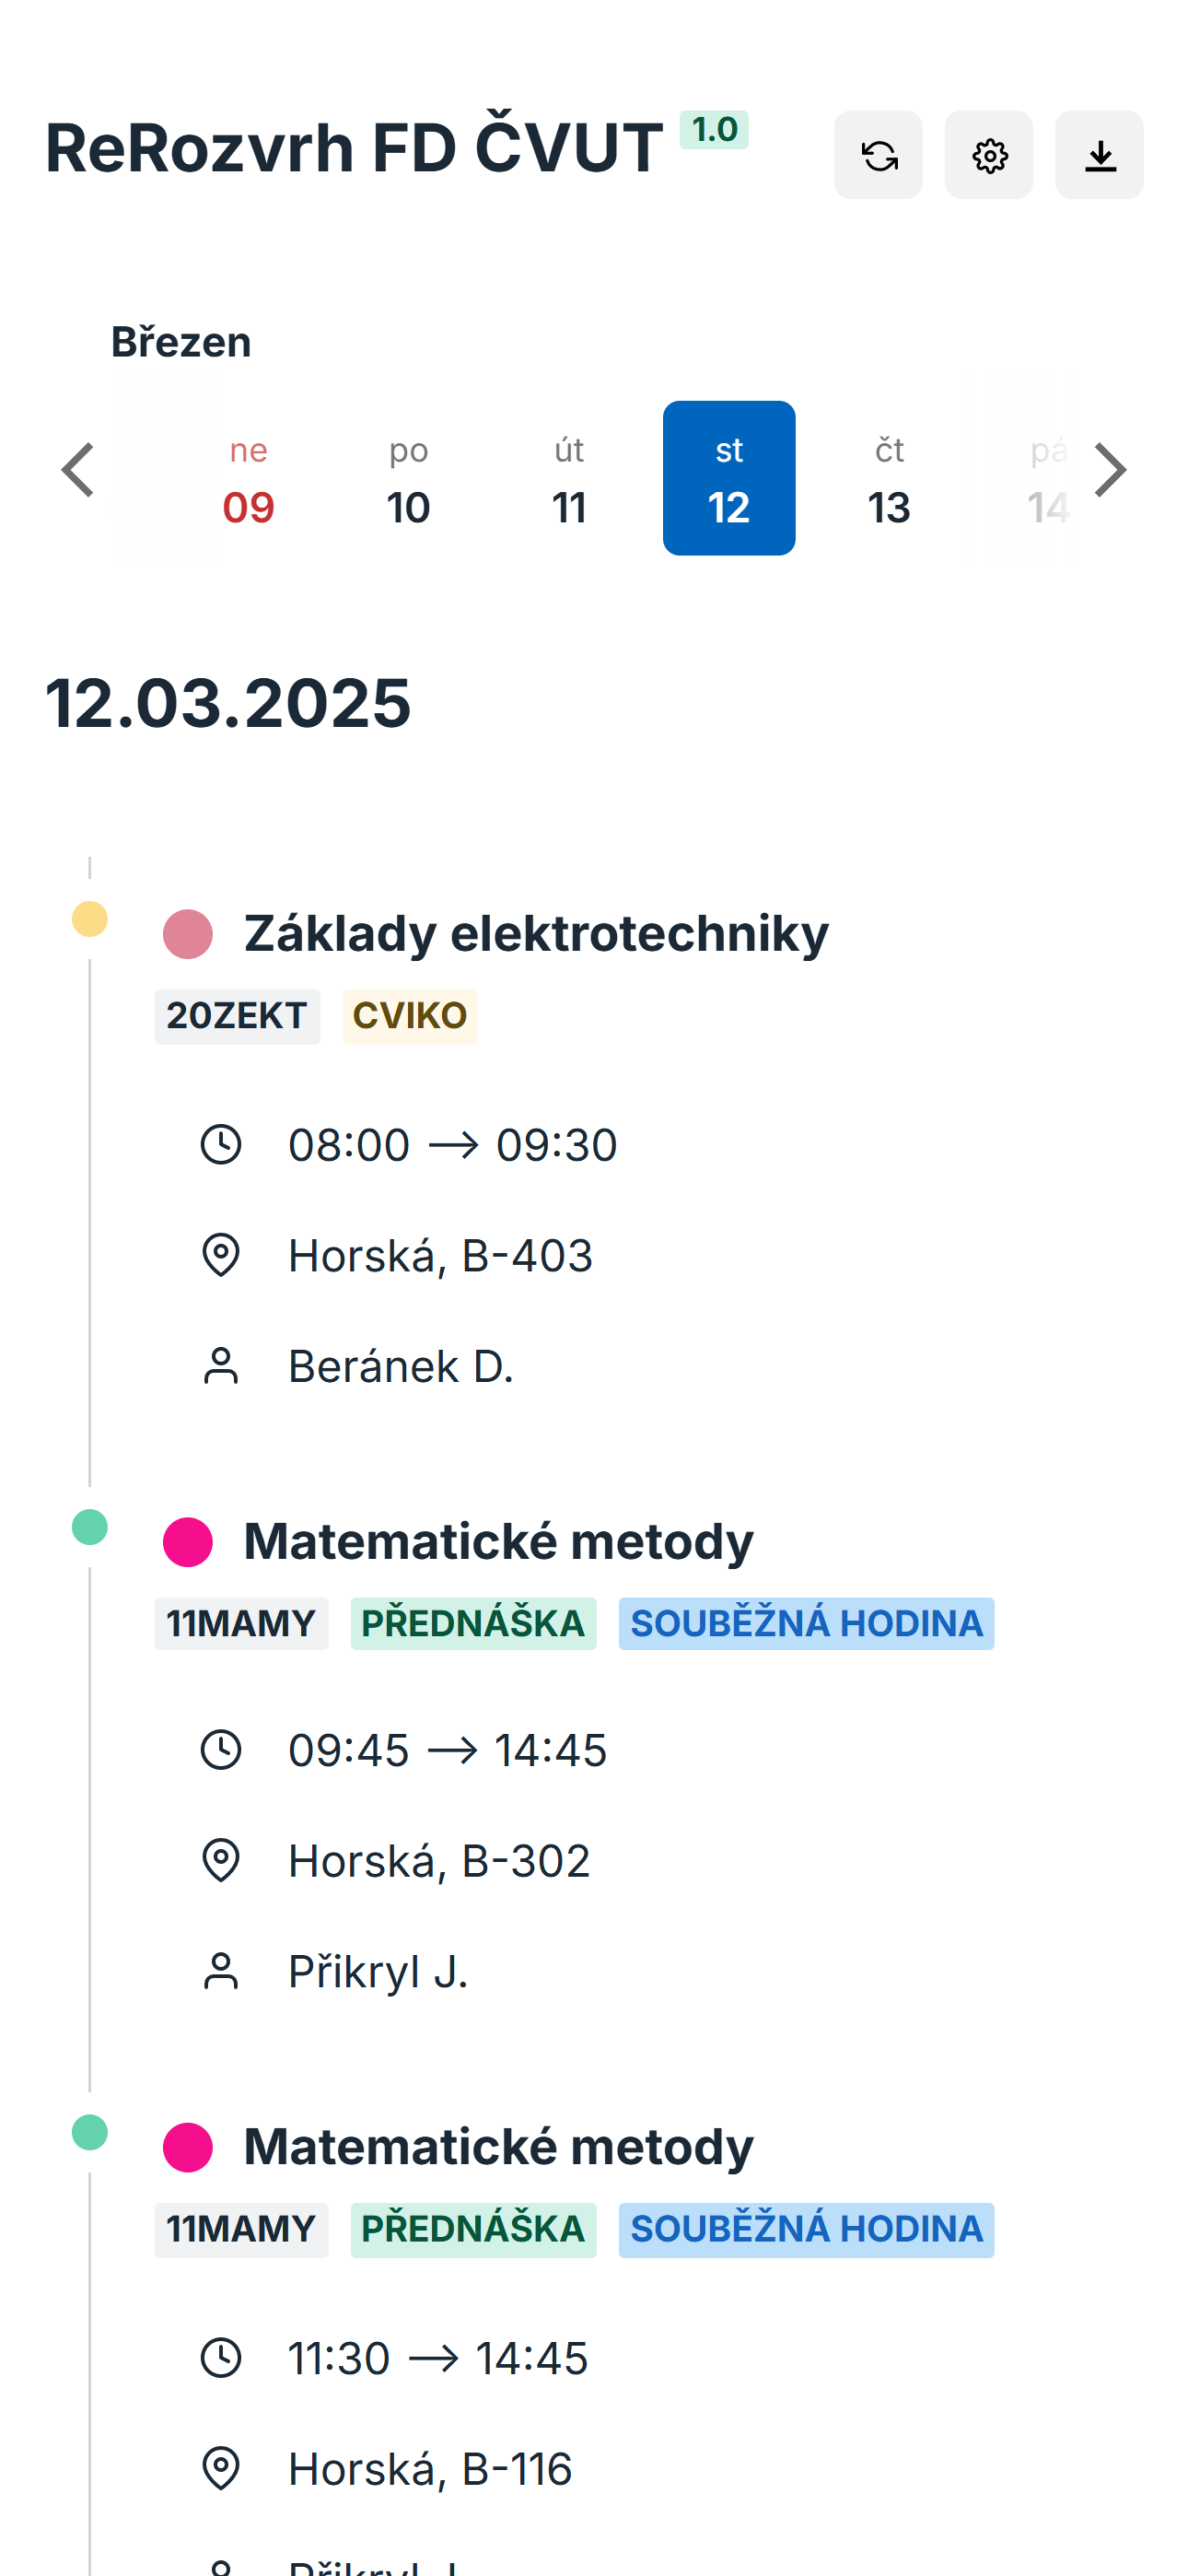 ReRozvrh FD ČVUT 1.0
Březen
ne po út st čt pá
09 10 11 12 13 14
12.03.2025
Základy elektrotechniky
20ZEKT CVIKO
08:00 → 09:30
Horská, B-403
Beránek D.
Matematické metody
11MAMY PŘEDNÁŠKA SOUBĚŽNÁ HODINA
09:45 → 14:45
Horská, B-302
Přikryl J.
Matematické metody
11MAMY PŘEDNÁŠKA SOUBĚŽNÁ HODINA
11:30 → 14:45
Horská, B-116